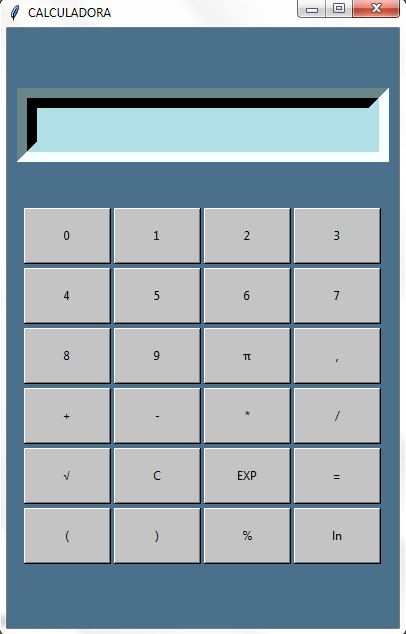 CALCULADORA
0 1 2 3
4 5 6 7
8 9 π ,
+ - * /
√ C EXP =
( ) % ln